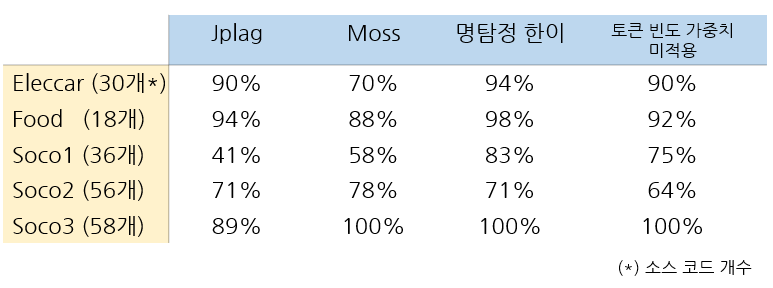 Jplag Moss 명탐정 한이 토큰 빈도 가중치
미적용
Eleccar (30개*) 90% 70% 94% 90%
Food (18개) 94% 88% 98% 92%
Soco1 (36개) 41% 58% 83% 75%
Soco2 (56개) 71% 78% 71% 64%
Soco3 (58개) 89% 100% 100% 100%
(*) 소스 코드 개수